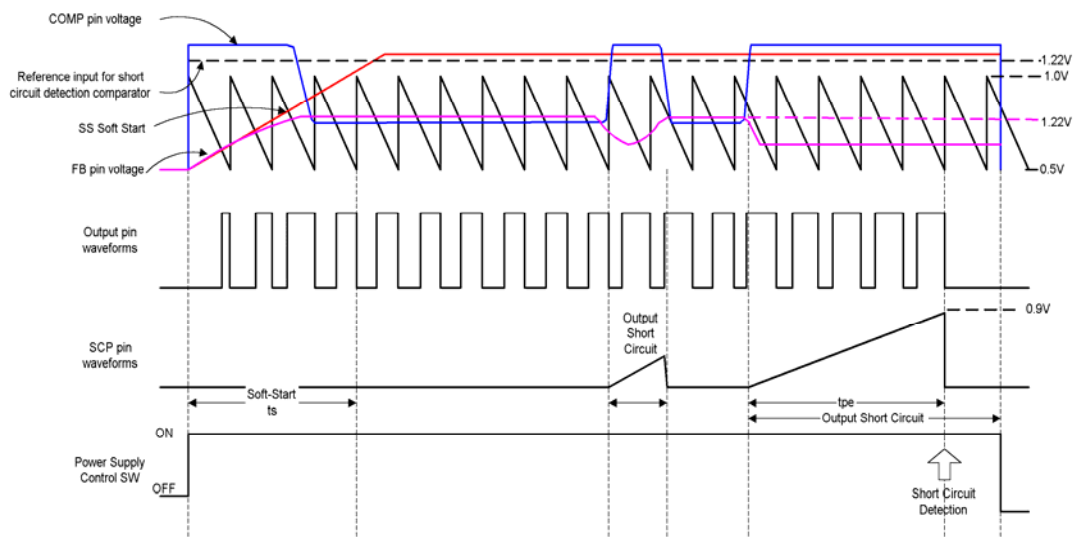 COMP pin voltage
Reference input for short
circuit detection comparator
SS Soft Start
FB pin voltage
1.22V
1.0V
1.22V
0.5V
Output pin
waveforms
0.9V
SCP pin
waveforms
Output
Short
Circuit
Soft-Start
ts
tpe
Output Short Circuit
ON
Power Supply
Control SW
OFF
Short Circuit
Detection